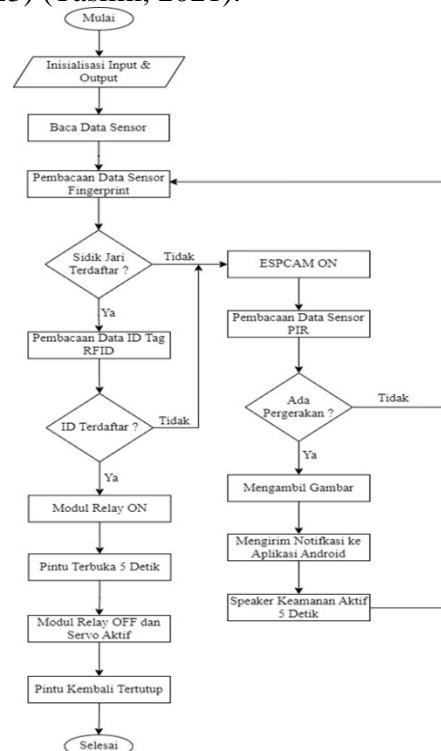 Mulai
Inisialisasi Input &
Output
Baca Data Sensor
Pembacaan Data Sensor
Fingerprint
Sidik Jari
Terdaftar ?
Tidak
ESPCAM ON
Ya
Pembacaan Data ID Tag
RFID
Pembacaan Data Sensor
PIR
ID Terdaftar ?
Tidak
Ada
Pergerakan ?
Tidak
Ya
Ya
Modul Relay ON
Mengambil Gambar
Pintu Terbuka 5 Detik
Mengirim Notifkasi ke
Aplikasi Android
Modul Relay OFF dan
Servo Aktif
Speaker Keamanan Aktif
5 Detik
Pintu Kembali Tertutup
Selesai